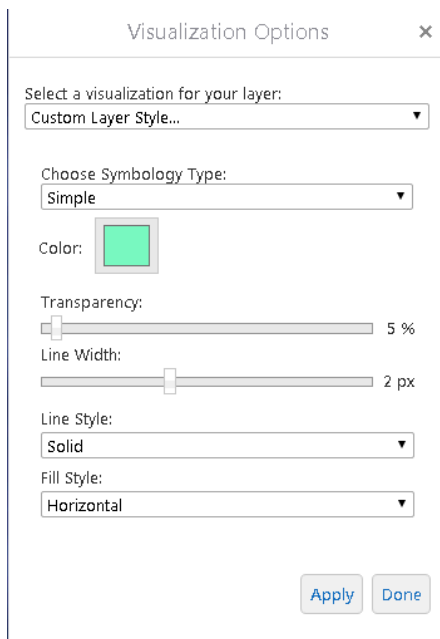 Visualization Options ×
Select a visualization for your layer:
Custom Layer Style...
Choose Symbology Type:
Simple
Color:
Transparency:
5 %
Line Width:
2 px
Line Style:
Solid
Fill Style:
Horizontal
Apply Done